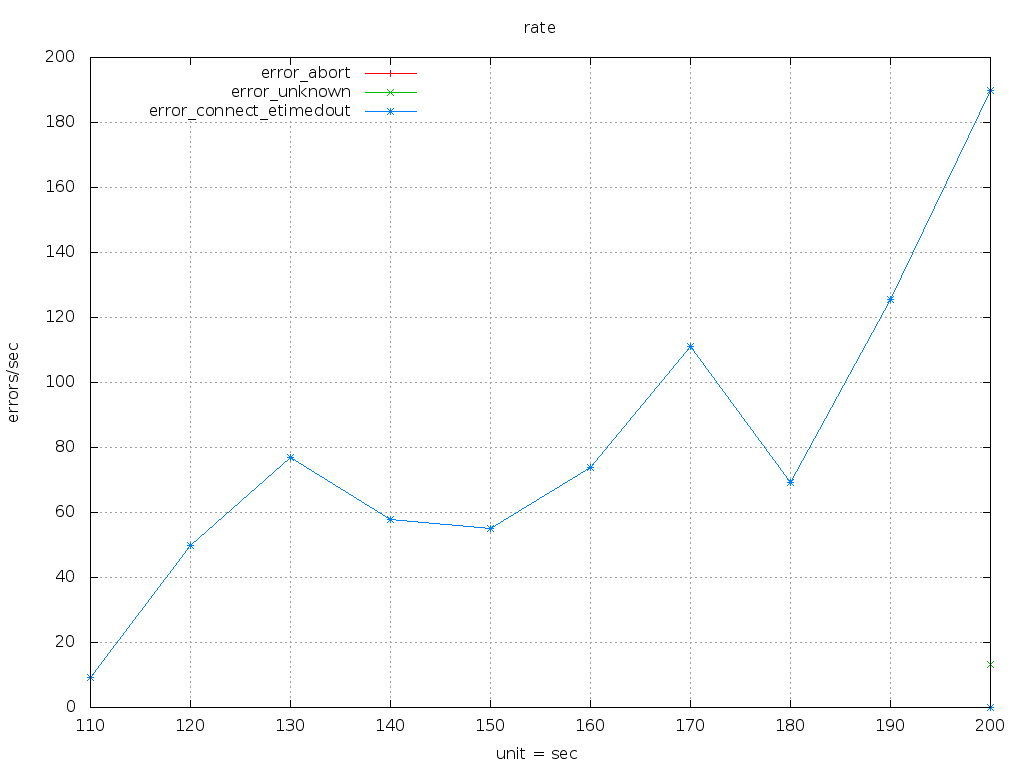 rate
error_abort
error_unknown
error_connect_etimedout
200
180
160
140
120
100
80
60
40
20
0
errors/sec
110 120 130 140 150 160 170 180 190 200
unit = sec